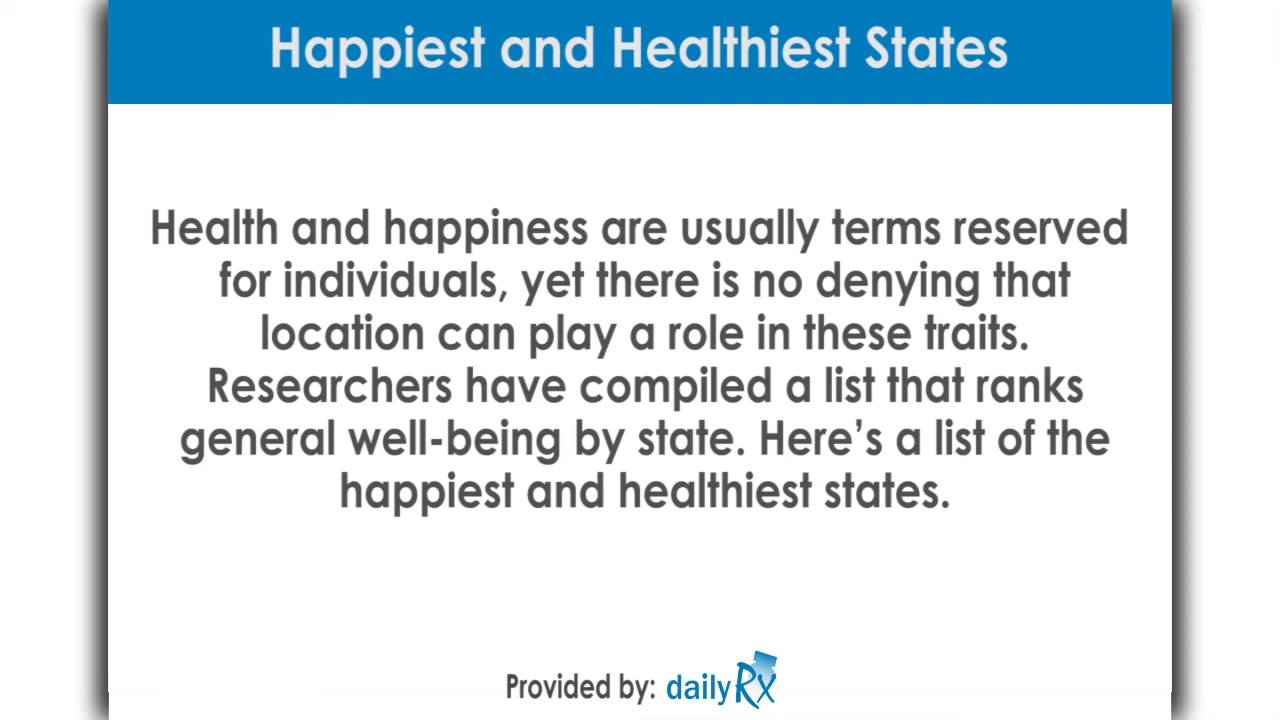 Happiest and Healthiest States
Health and happiness are usually terms reserved
for individuals, yet there is no denying that
location can play a role in these traits.
Researchers have compiled a list that ranks
general well-being by state. Here’s a list of the
happiest and healthiest states.
Provided by: dailyRx